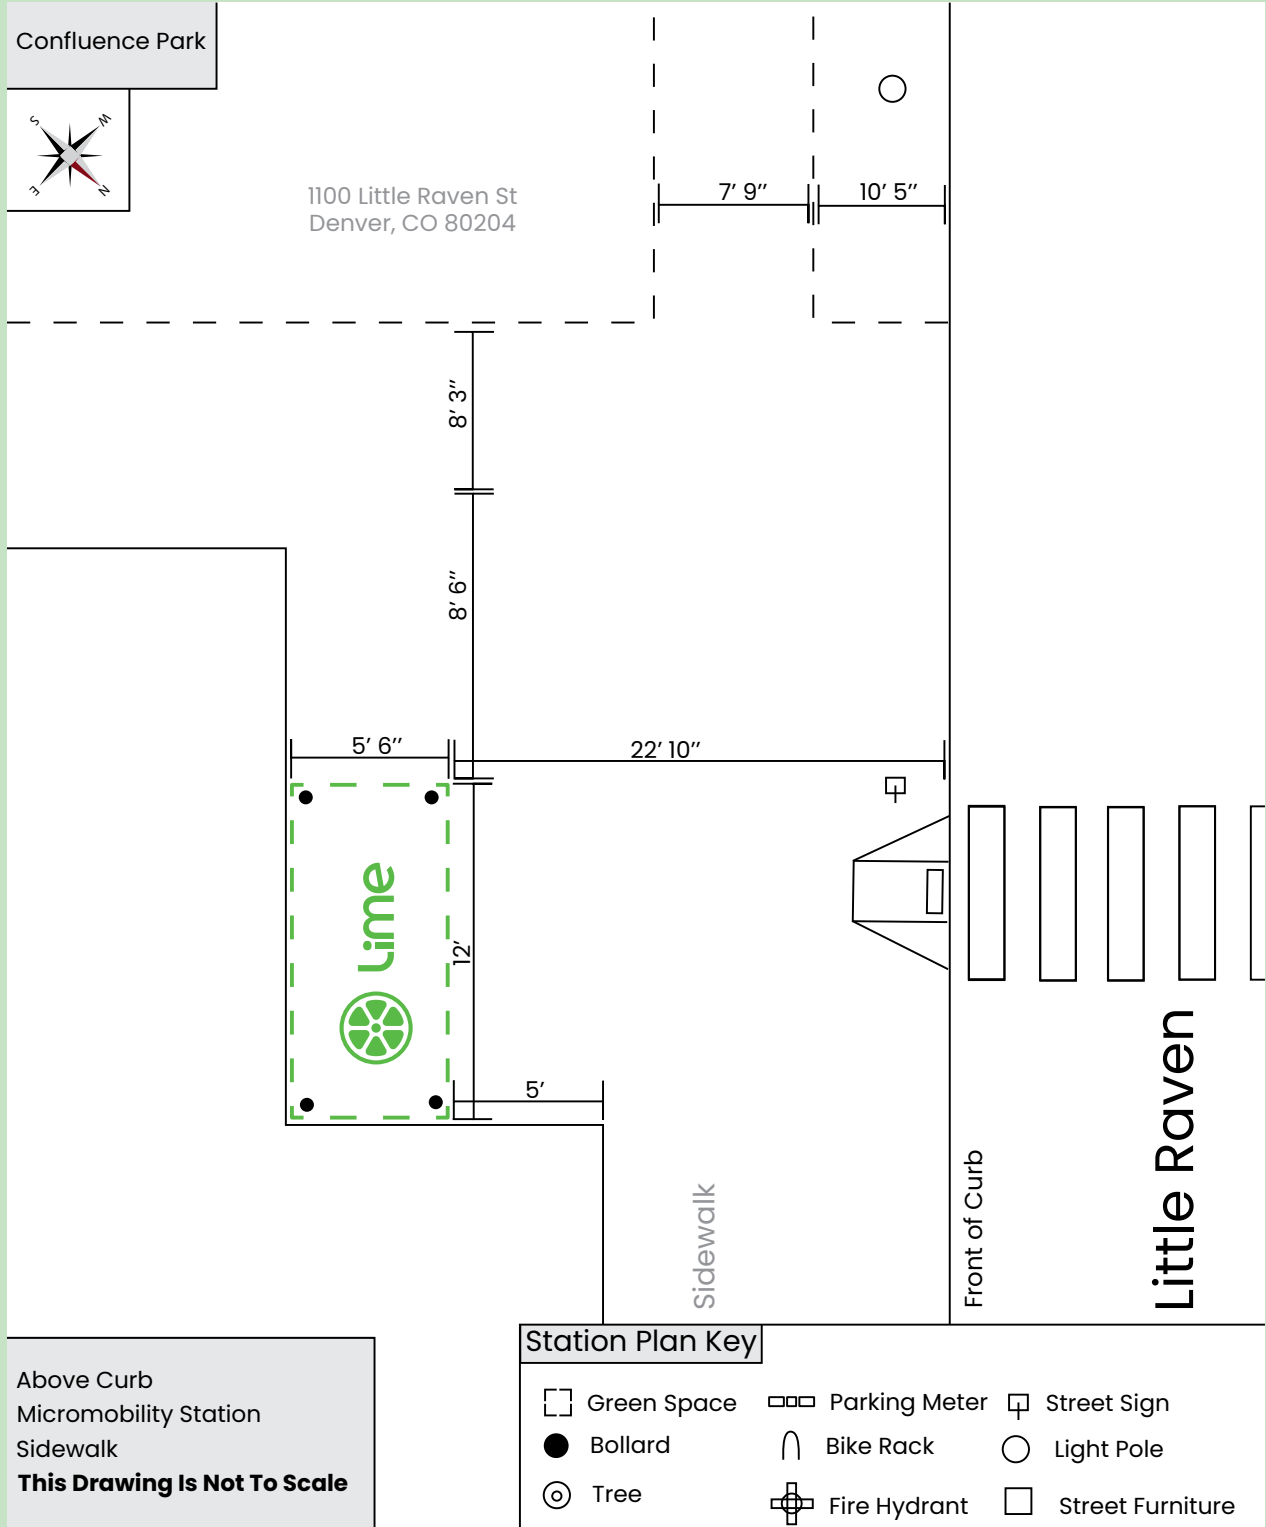 Confluence Park
S
W
E
N
1100 Little Raven St
Denver, CO 80204
7’ 9’’
10’ 5’’
8’ 3’’
8’ 6’’
5’ 6’’
22’ 10’’
Lime
12’
5’
Sidewalk
Front of Curb
Little Raven
Above Curb
Micromobility Station
Sidewalk
This Drawing Is Not To Scale
Station Plan Key
Green Space
Parking Meter
Street Sign
Bollard
Bike Rack
Light Pole
Tree
Fire Hydrant
Street Furniture